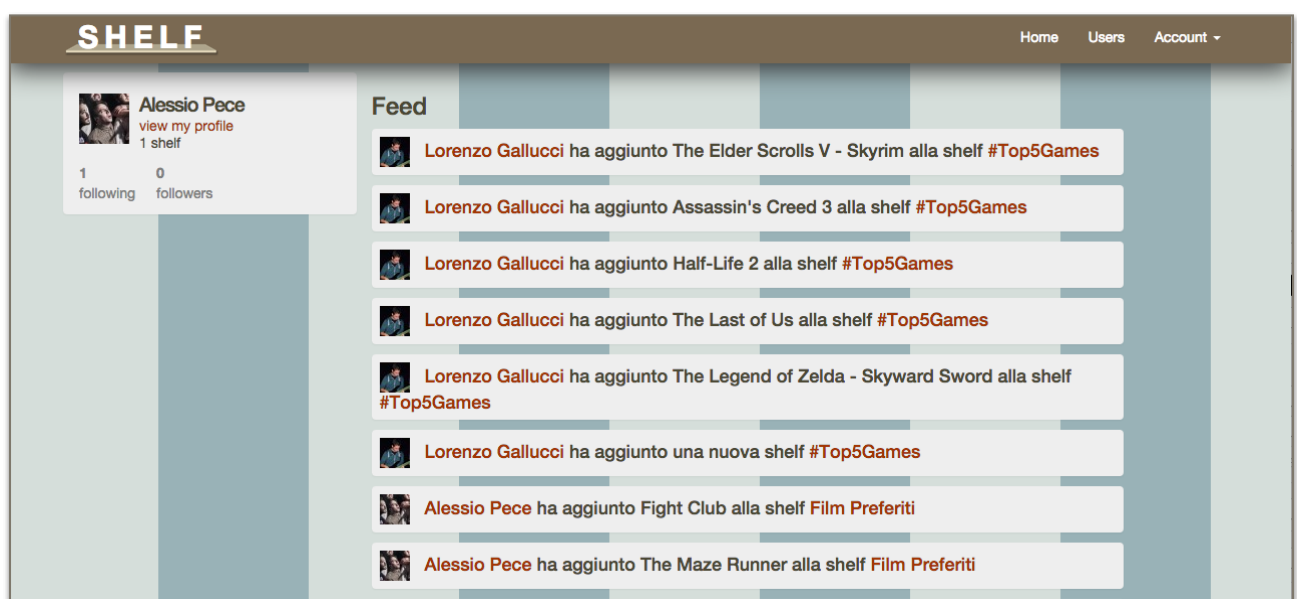 SHELF
Home Users Account
Alessio Pece
view my profile
1 shelf
1 0
following followers
Feed
Lorenzo Gallucci ha aggiunto The Elder Scrolls V - Skyrim alla shelf #Top5Games
Lorenzo Gallucci ha aggiunto Assassin's Creed 3 alla shelf #Top5Games
Lorenzo Gallucci ha aggiunto Half-Life 2 alla shelf #Top5Games
Lorenzo Gallucci ha aggiunto The Last of Us alla shelf #Top5Games
Lorenzo Gallucci ha aggiunto The Legend of Zelda - Skyward Sword alla shelf
#Top5Games
Lorenzo Gallucci ha aggiunto una nuova shelf #Top5Games
Alessio Pece ha aggiunto Fight Club alla shelf Film Preferiti
Alessio Pece ha aggiunto The Maze Runner alla shelf Film Preferiti